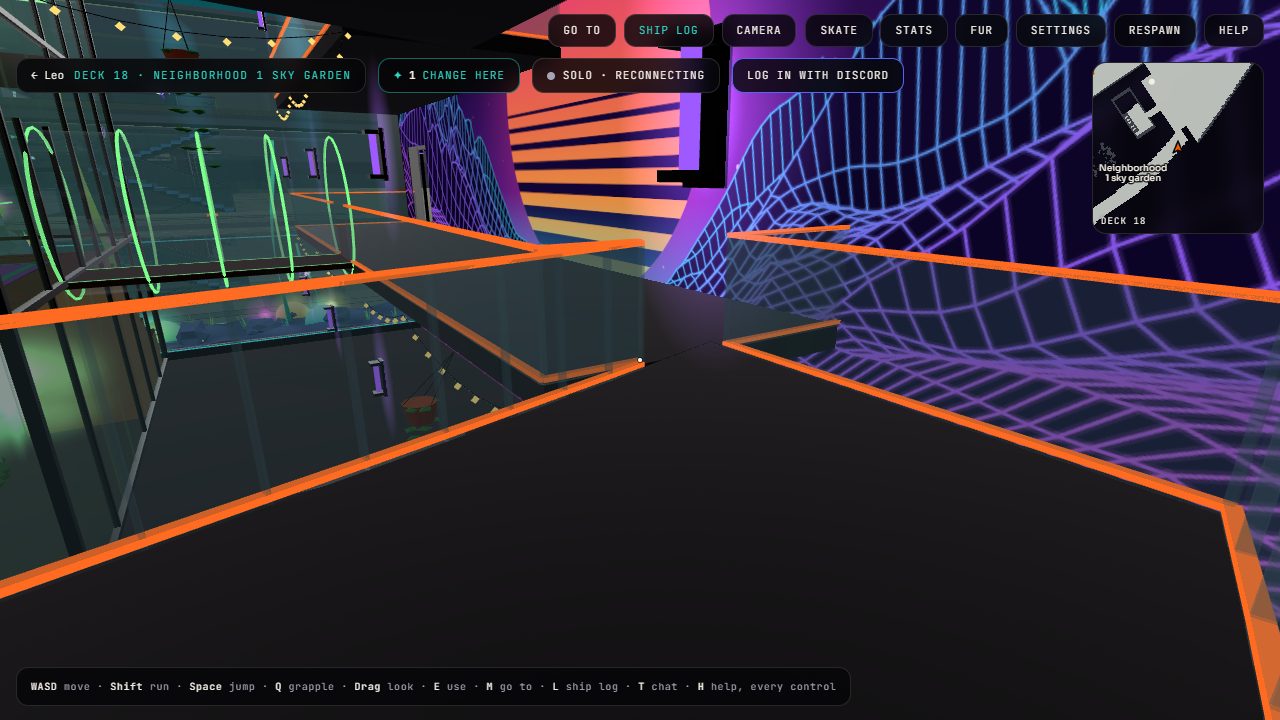 GO TO
SHIP LOG
CAMERA
SKATE
STATS
FUR
SETTINGS
RESPAWN
HELP
← Leo DECK 18 · NEIGHBORHOOD 1 SKY GARDEN
✦ 1 CHANGE HERE
SOLO · RECONNECTING
LOG IN WITH DISCORD
Neighborhood
1 sky garden
DECK 18
WASD move · Shift run · Space jump · Q grapple · Drag look · E use · M go to · L ship log · T chat · H help, every control